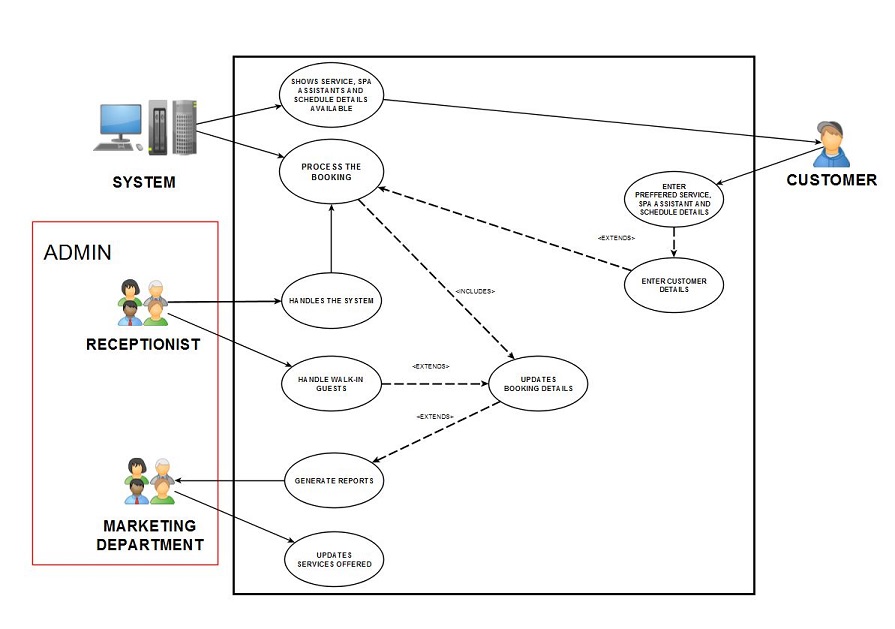 SHOWS SERVICE, SPA
ASSISTANTS AND
SCHEDULE DETAILS
AVAILABLE
SYSTEM
PROCESS THE
BOOKING
CUSTOMER
ENTER
PREFFERED SERVICE,
SPA ASSISTANT AND
SCHEDULE DETAILS
<EXTENDS>
ADMIN
ENTER CUSTOMER
DETAILS
<INCLUDES>
HANDLES THE SYSTEM
RECEPTIONIST
<EXTENDS>
HANDLE WALK-IN
GUESTS
UPDATES
BOOKING DETAILS
<EXTENDS>
GENERATE REPORTS
MARKETING
DEPARTMENT
UPDATES
SERVICES OFFERED